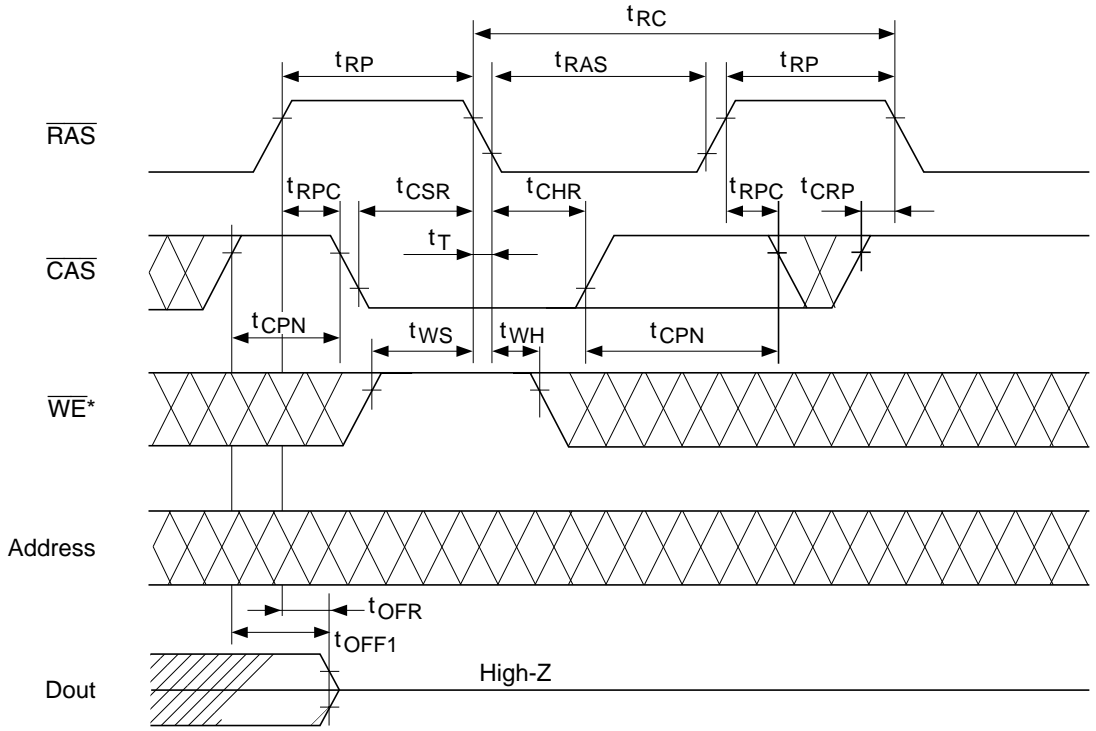 tRC
tRP tRAS tRP
RAS
tRPC tCSR tCHR tRPC tCRP
tT
CAS
tCPN tWS tWH tCPN
WE*
Address
tOFR
tOFF1
High-Z
Dout